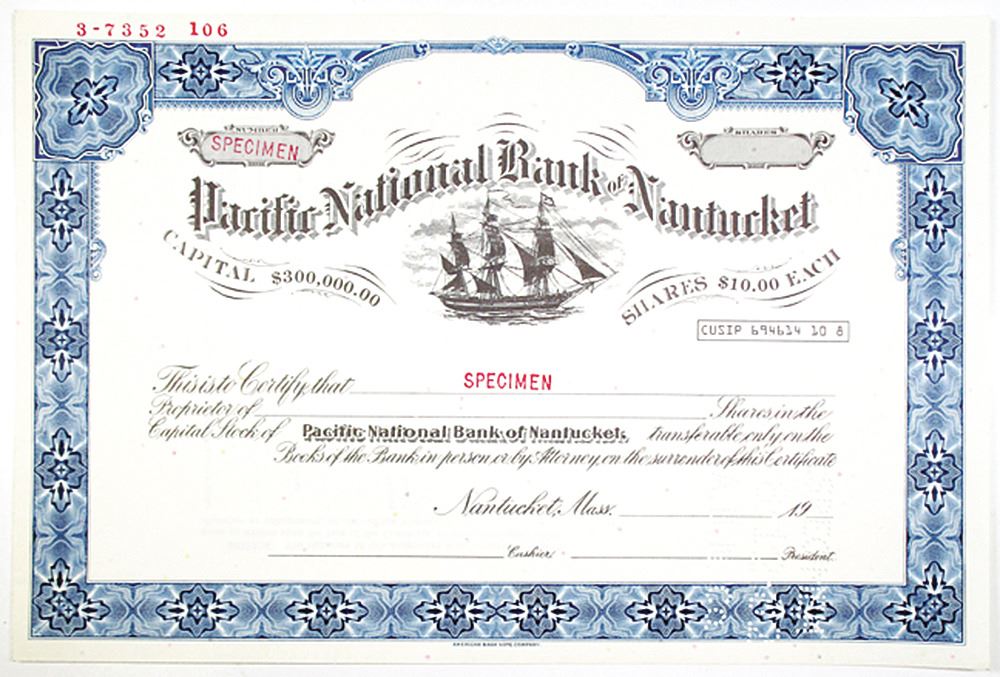 3-7352 106
NUMBER
SPECIMEN
SHARES
Pacific National Bank of Nantucket
CAPITAL $300,000.00
SHARES $10.00 EACH
CUSIP 694614 10 8
This is to Certify that SPECIMEN
Proprietor of Shares in the
Capital Stock of Pacific National Bank of Nantucket, transferable only on the
Books of the Bank in person or by Attorney on the surrender of this Certificate
Nantucket, Mass. 19
Cashier President.
AMERICAN BANK NOTE COMPANY.